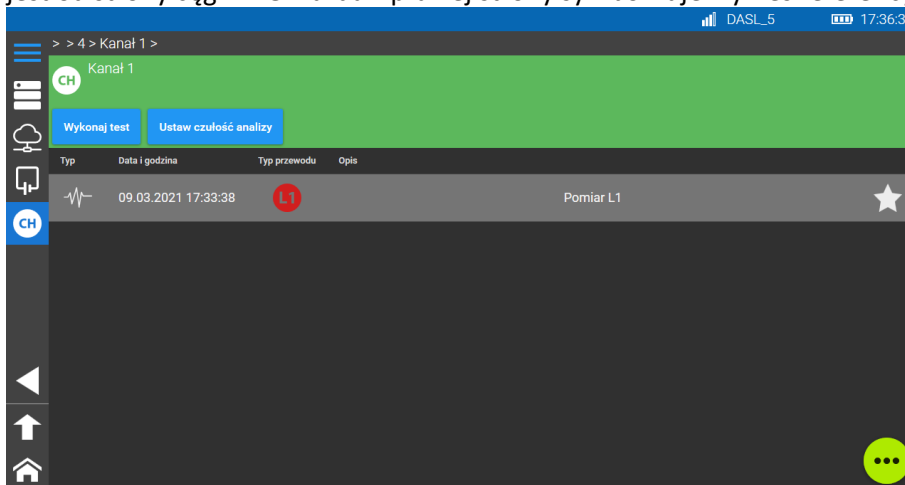 DASL_5 17:36:3
> > 4 > Kanał 1 >
CH Kanał 1
Wykonaj test Ustaw czułość analizy
Typ Data i godzina Typ przewodu Opis
09.03.2021 17:33:38 L1 Pomiar L1
CH